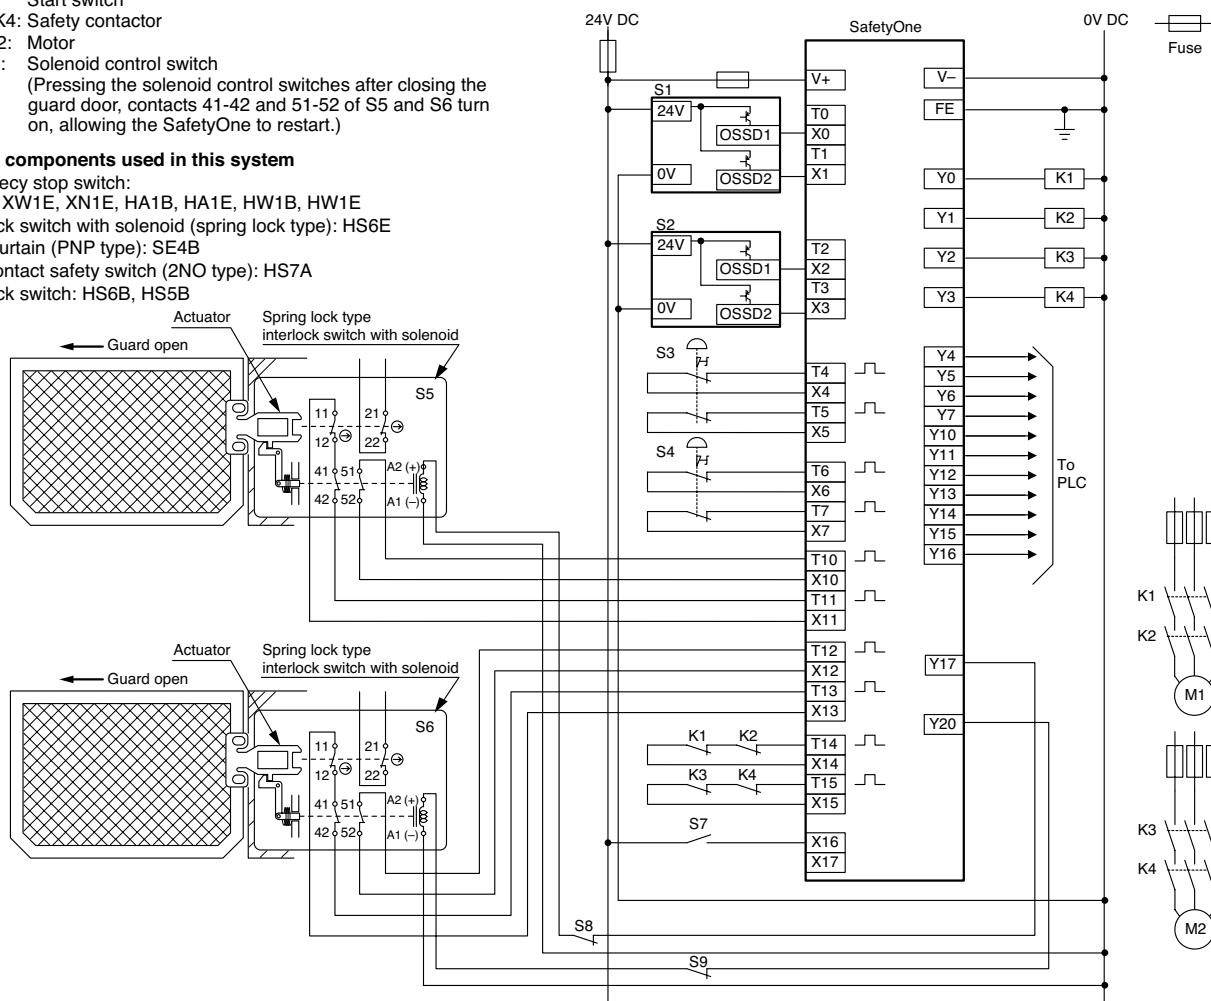 Start switch
K4: Safety contactor
2: Motor
: Solenoid control switch
(Pressing the solenoid control switches after closing the
guard door, contacts 41-42 and 51-52 of S5 and S6 turn
on, allowing the SafetyOne to restart.)
components used in this system
ecy stop switch:
XW1E, XN1E, HA1B, HA1E, HW1B, HW1E
ck switch with solenoid (spring lock type): HS6E
urtain (PNP type): SE4B
ontact safety switch (2NO type): HS7A
ck switch: HS6B, HS5B
24V DC
SafetyOne
0V DC
Fuse
V+
V–
S1
24V
OSSD1
0V
OSSD2
T0
X0
T1
X1
FE
Y0
K1
Y1
K2
S2
24V
OSSD1
0V
OSSD2
T2
X2
T3
X3
Y2
K3
Y3
K4
S3
T4
X4
T5
X5
S4
T6
X6
T7
X7
Y4
Y5
Y6
Y7
Y10
Y11
Y12
Y13
Y14
Y15
Y16
To
PLC
Actuator
Spring lock type
interlock switch with solenoid
Guard open
S5
11
21
12
22
41
51
A2 (+)
42
52
A1 (–)
T10
X10
T11
X11
Actuator
Spring lock type
interlock switch with solenoid
Guard open
S6
11
21
12
22
41
51
A2 (+)
42
52
A1 (–)
T12
X12
T13
X13
Y17
Y20
K1
K2
T14
X14
K3
K4
T15
X15
S7
X16
X17
S8
S9
K1
K2
M1
K3
K4
M2